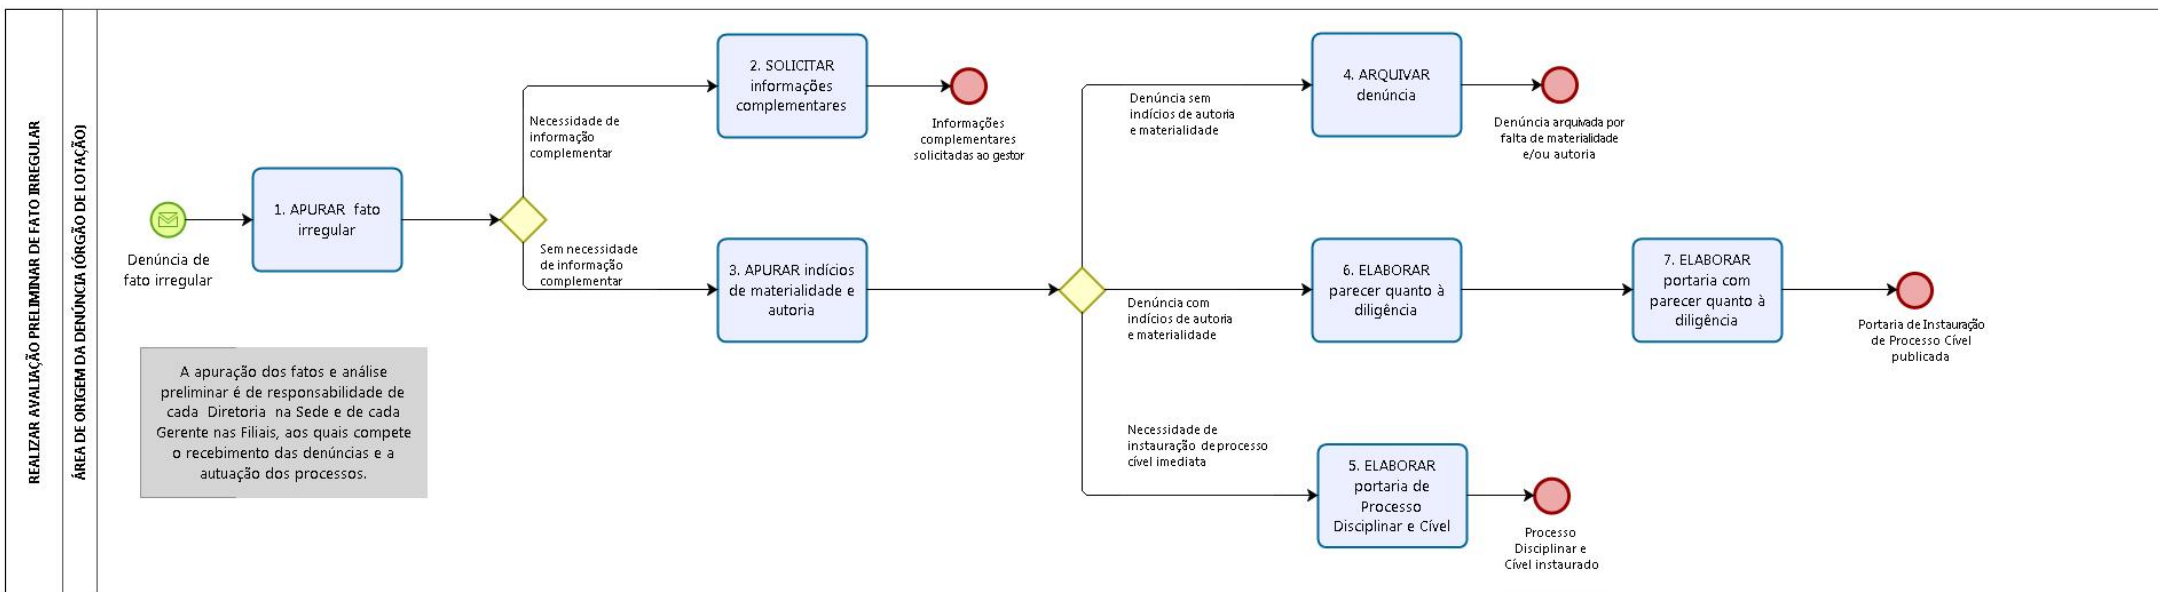 REALIZAR AVALIAÇÃO PRELIMINAR DE FATO IRREGULAR
ÁREA DE ORIGEM DA DENÚNCIA (ÓRGÃO DE LOTAÇÃO)
Denúncia de
fato irregular
1. APURAR fato
irregular
Necessidade de
informação
complementar
Sem necessidade
de informação
complementar
2. SOLICITAR
informações
complementares
Informações
complementares
solicitadas ao gestor
3. APURAR indícios
de materialidade e
autoria
Denúncia sem
indícios de autoria
e materialidade
4. ARQUIVAR
denúncia
Denúncia arquivada por
falta de materialidade
e/ou autoria
Denúncia com
indícios de autoria
e materialidade
6. ELABORAR
parecer quanto à
diligência
7. ELABORAR
portaria com
parecer quanto à
diligência
Portaria de Instauração
de Processo Cível
publicada
Necessidade de
instauração de processo
cível imediata
5. ELABORAR
portaria de
Processo
Disciplinar e Cível
Processo
Disciplinar e
Cível instaurado
A apuração dos fatos e análise
preliminar é de responsabilidade de
cada Diretoria na Sede e de cada
Gerente nas Filiais, aos quais compete
o recebimento das denúncias e a
autuação dos processos.